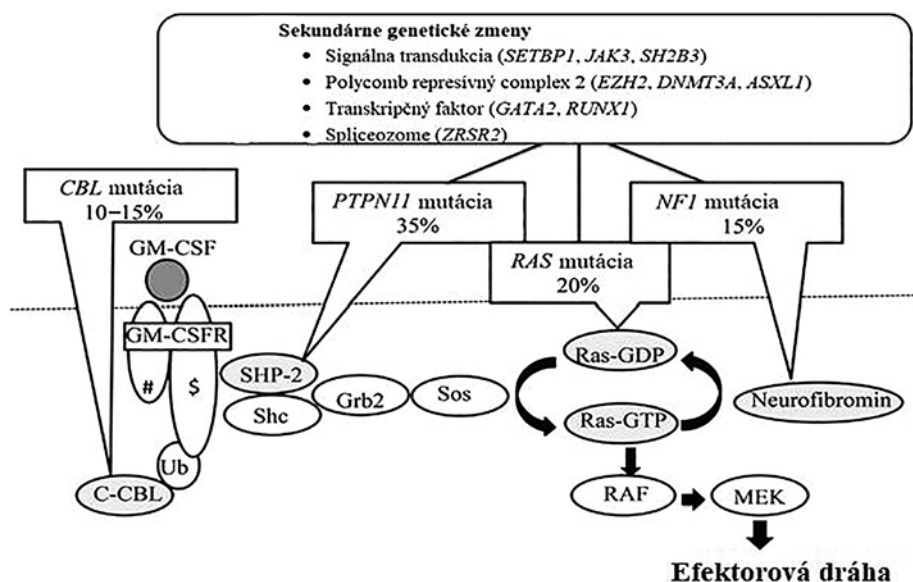 Sekundárne genetické zmeny
• Signálna transdukcia (SETBP1, JAK3, SH2B3)
• Polycomb represívný complex 2 (EZH2, DNMT3A, ASXL1)
• Transkripčný faktor (GATA2, RUNX1)
• Spliceozome (ZRSR2)
CBL mutácia
10–15%
PTPN11 mutácia
35%
NF1 mutácia
15%
RAS mutácia
20%
GM-CSF
GM-CSFR
#
$
SHP-2
Shc
Grb2
Sos
Ras-GDP
Ras-GTP
Neurofibromin
Ub
C-CBL
RAF
MEK
Efektorová dráha